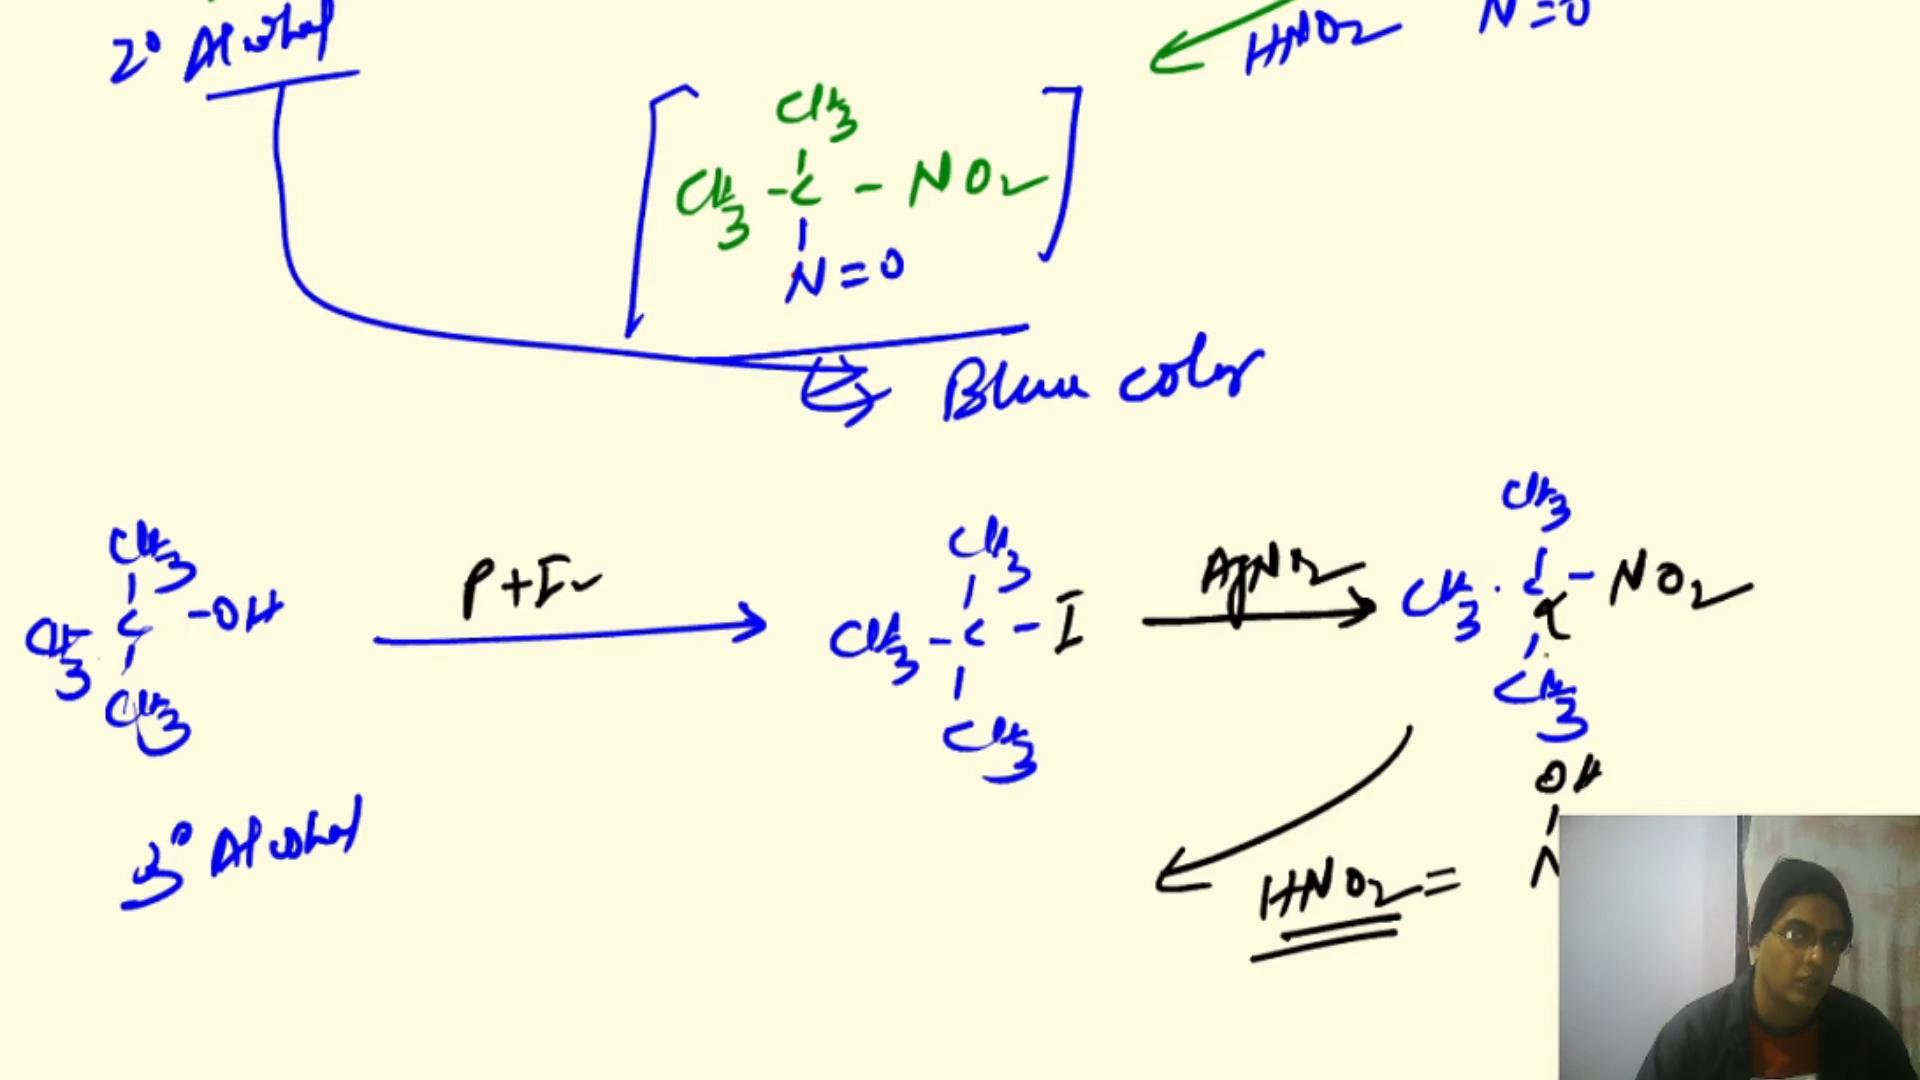 2° Alcohol
HNO2 N=O
CH3
CH3 - C - NO2
N=O
Blue color
CH3
CH3 C - OH
CH3
P+I2
CH3
CH3 - C - I
CH3
AgNO2
CH3
CH3 . C - NO2
CH3
3° Alcohol
OH
HNO2 = N